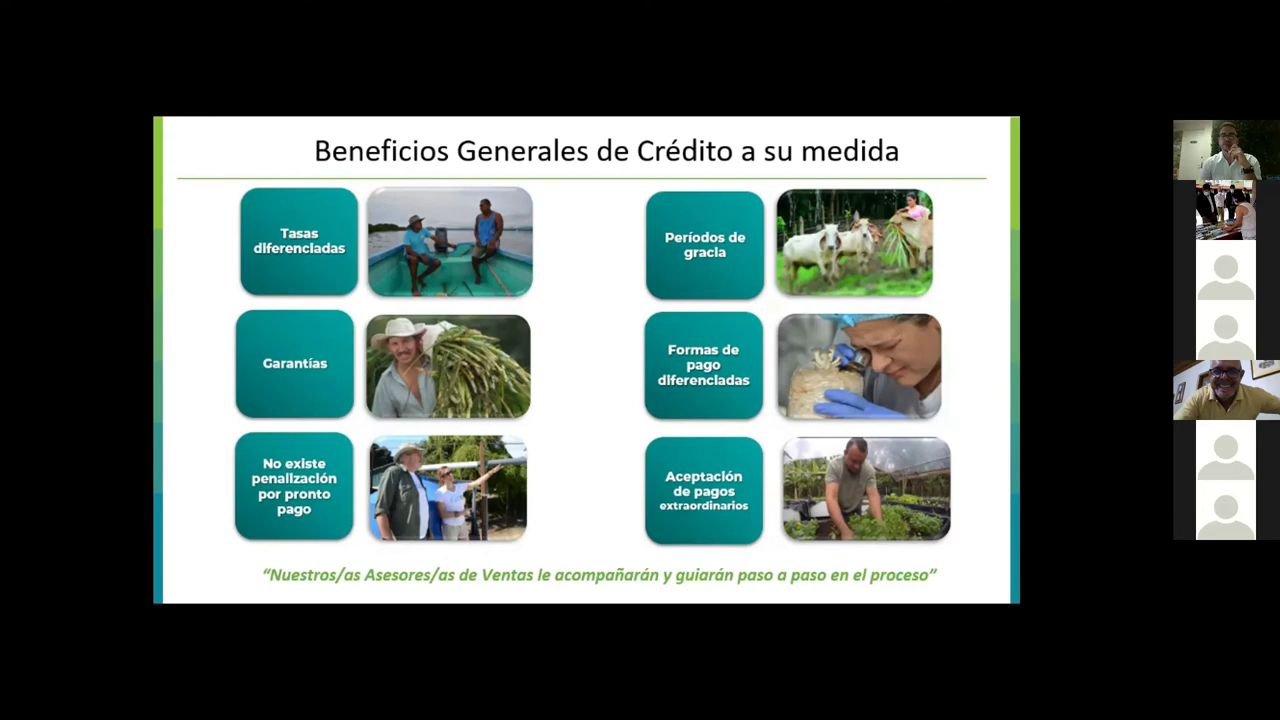 Beneficios Generales de Crédito a su medida
Tasas
diferenciadas
Períodos de
gracia
Garantías
Formas de
pago
diferenciadas
No existe
penalización
por pronto
pago
Aceptación
de pagos
extraordinarios
“Nuestros/as Asesores/as de Ventas le acompañarán y guiarán paso a paso en el proceso”